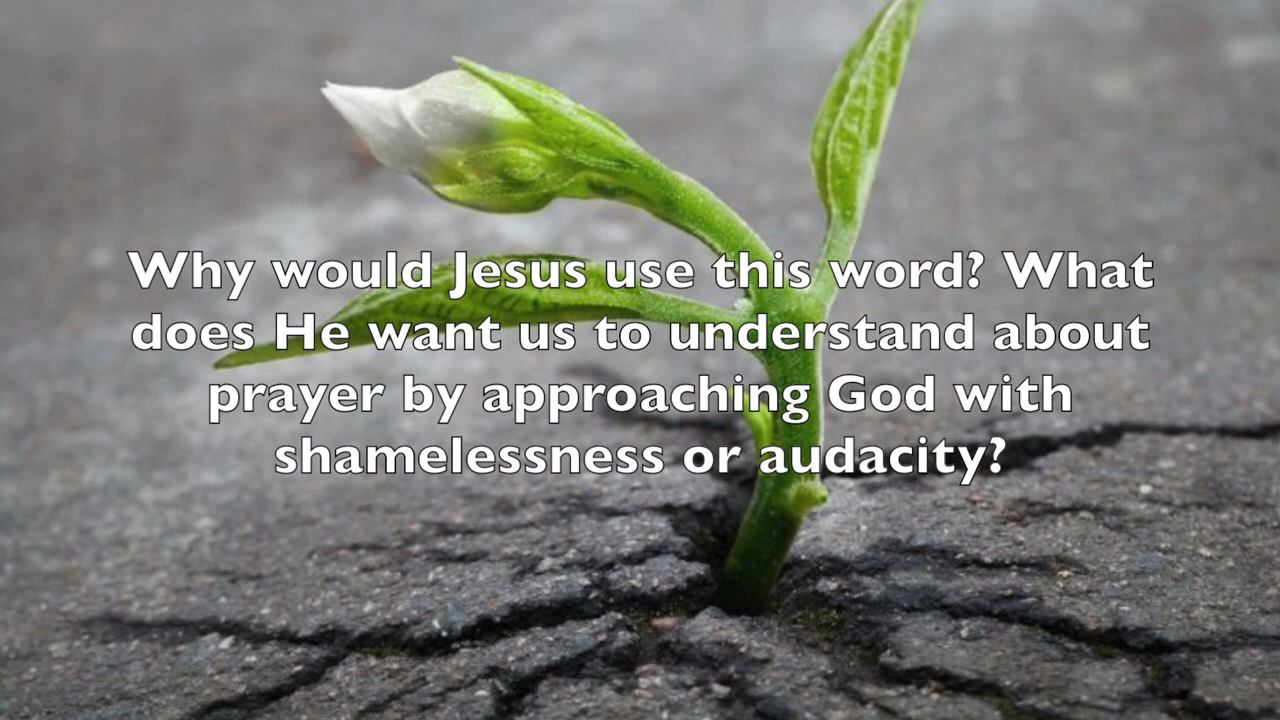 Why would Jesus use this word? What
does He want us to understand about
prayer by approaching God with
shamelessness or audacity?